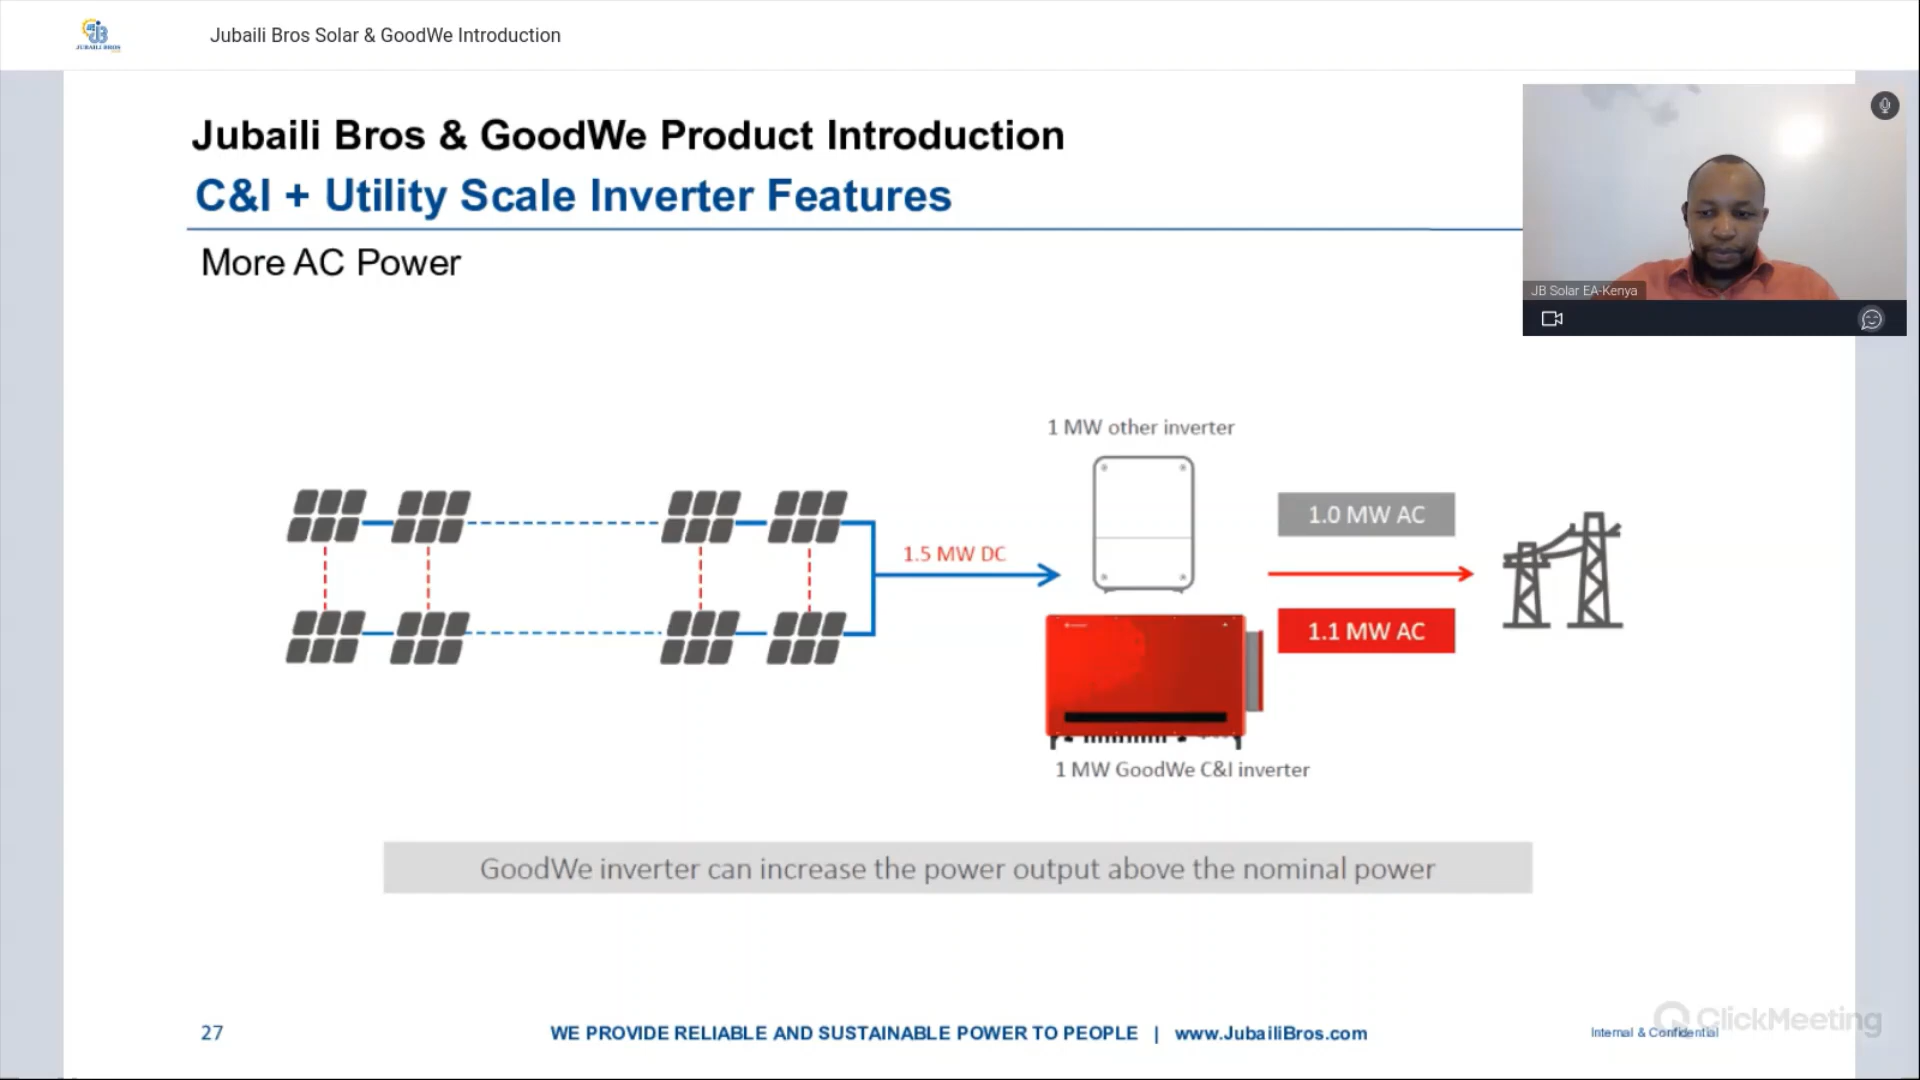 JUBAILI BROS
Jubaili Bros Solar & GoodWe Introduction
Jubaili Bros & GoodWe Product Introduction
C&I + Utility Scale Inverter Features
More AC Power
JB Solar EA-Kenya
1 MW other inverter
1.0 MW AC
1.5 MW DC
1.1 MW AC
1 MW GoodWe C&I inverter
GoodWe inverter can increase the power output above the nominal power
27
WE PROVIDE RELIABLE AND SUSTAINABLE POWER TO PEOPLE | www.JubailiBros.com
Internal & Confidential
ClickMeeting